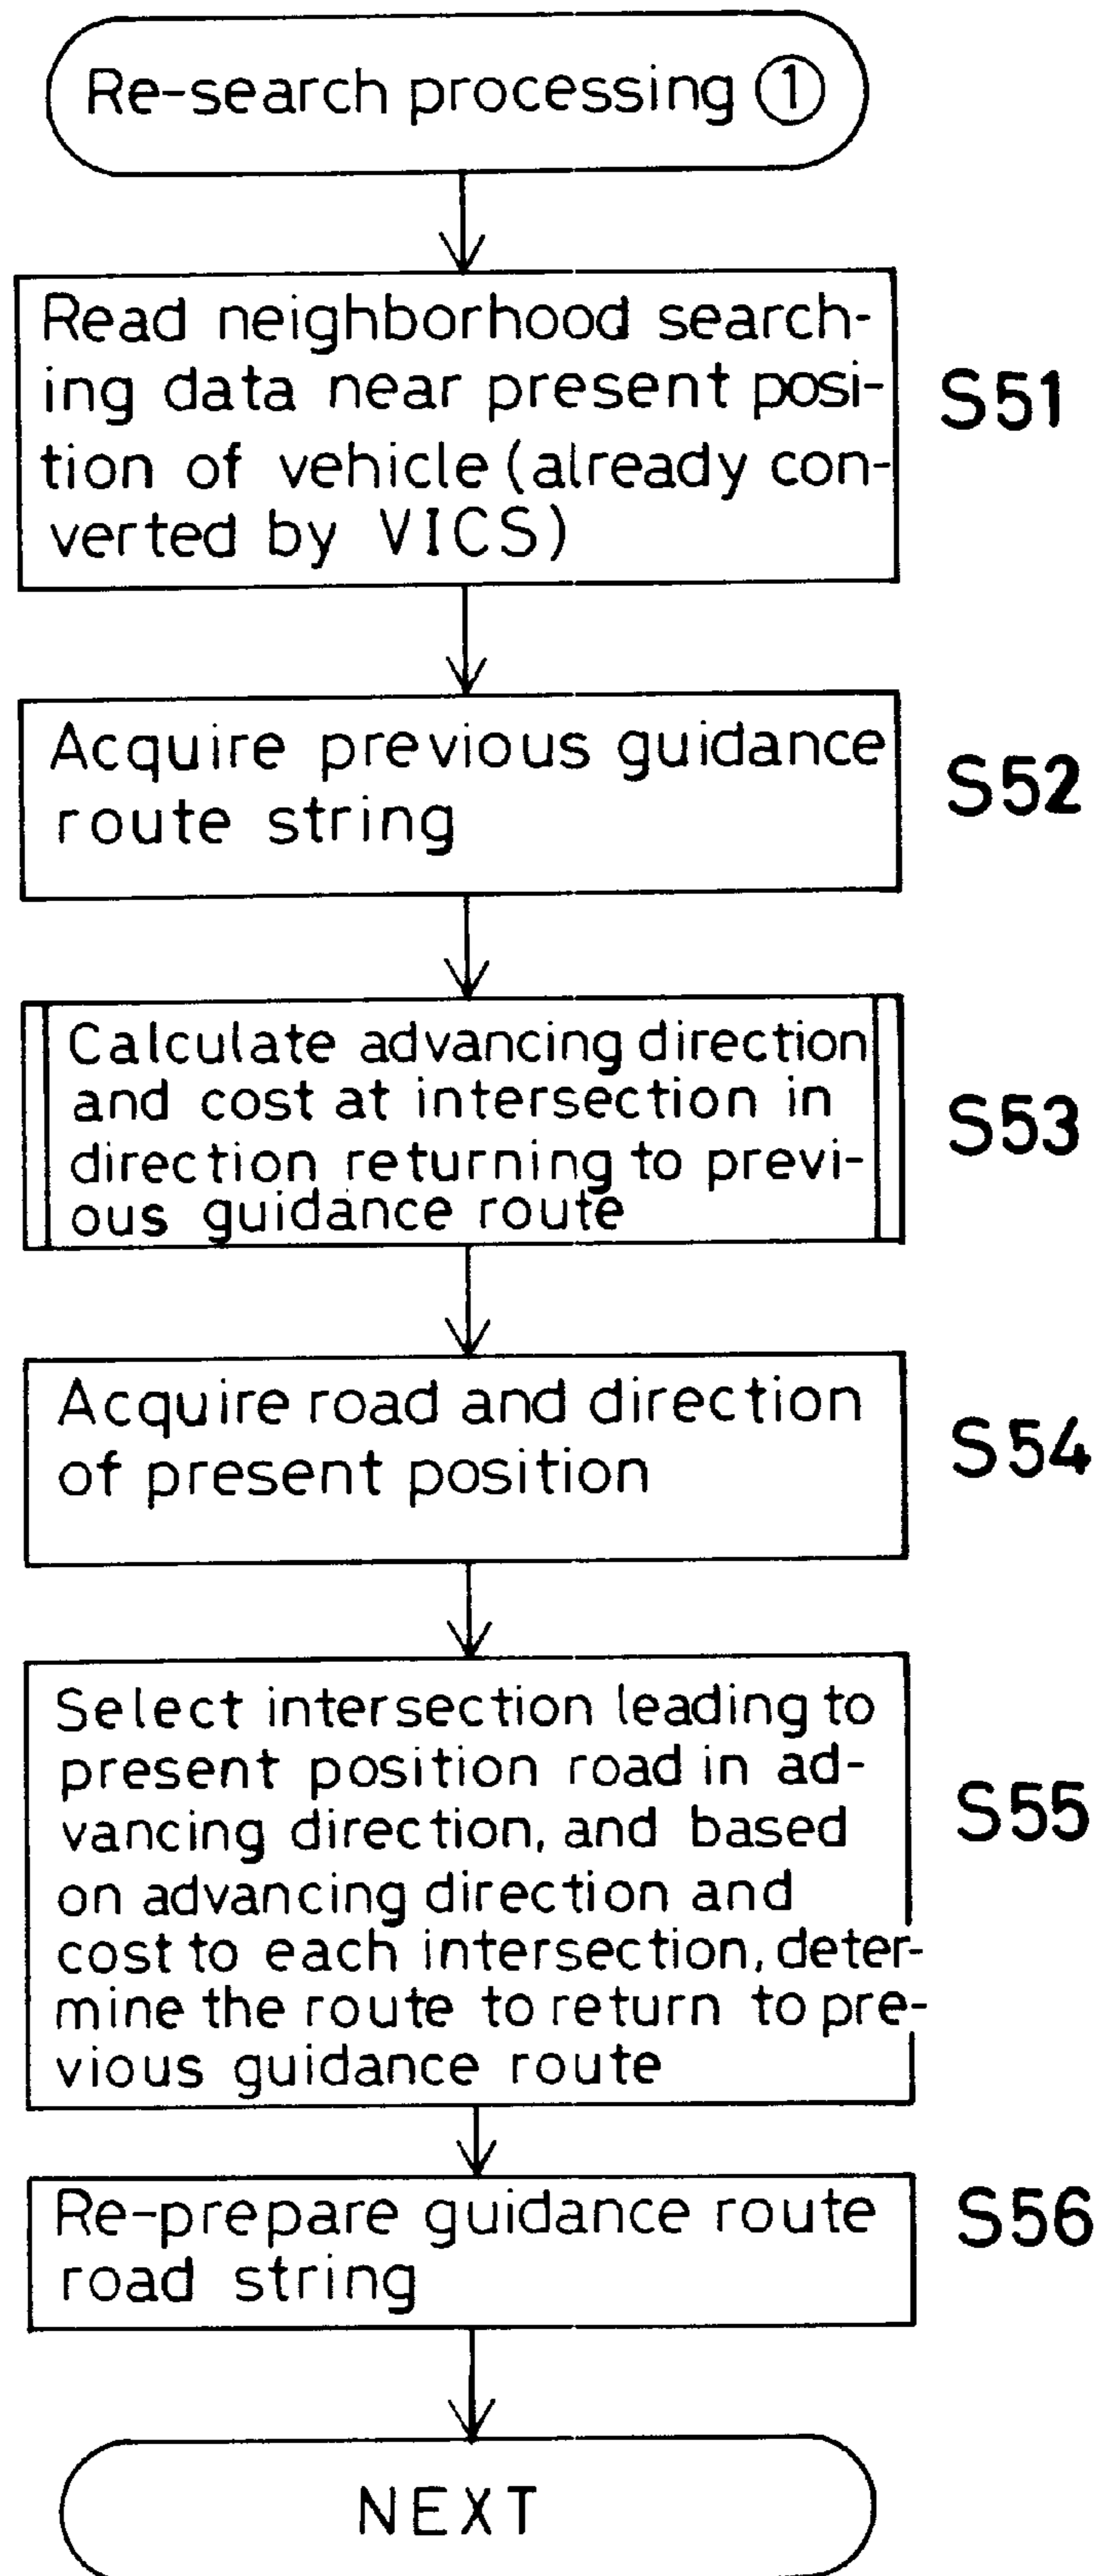 Re-search processing ①
Read neighborhood search-
ing data near present posi-
tion of vehicle (already con-
verted by VICS)
S51
Acquire previous guidance
route string
S52
Calculate advancing direction
and cost at intersection in
direction returning to previ-
ous guidance route
S53
Acquire road and direction
of present position
S54
Select intersection leading to
present position road in ad-
vancing direction, and based
on advancing direction and
cost to each intersection, deter-
mine the route to return to pre-
vious guidance route
S55
Re-prepare guidance route
road string
S56
NEXT